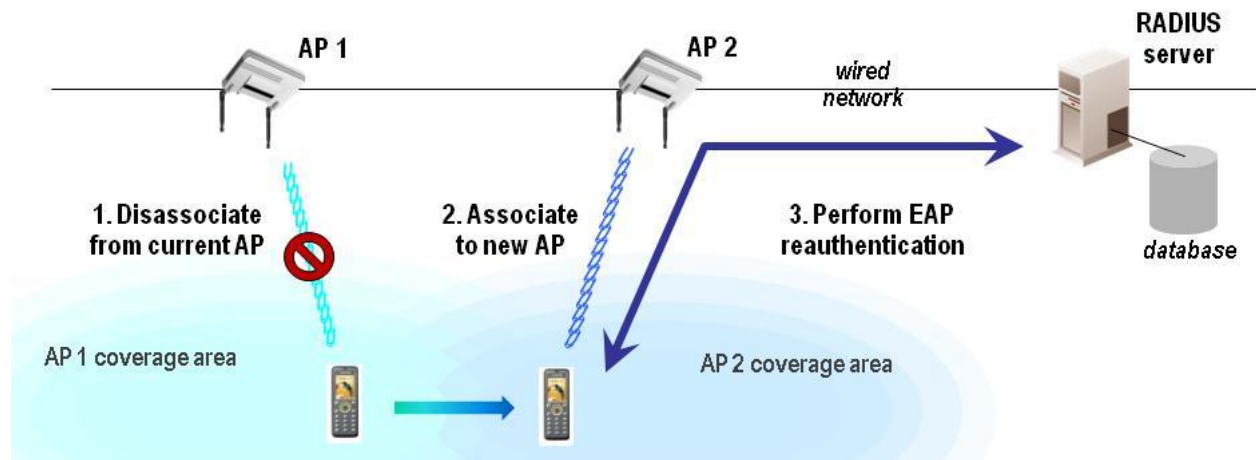 AP 1
AP 2
RADIUS
server
wired
network
1. Disassociate
from current AP
2. Associate
to new AP
3. Perform EAP
reauthentication
database
AP 1 coverage area
AP 2 coverage area